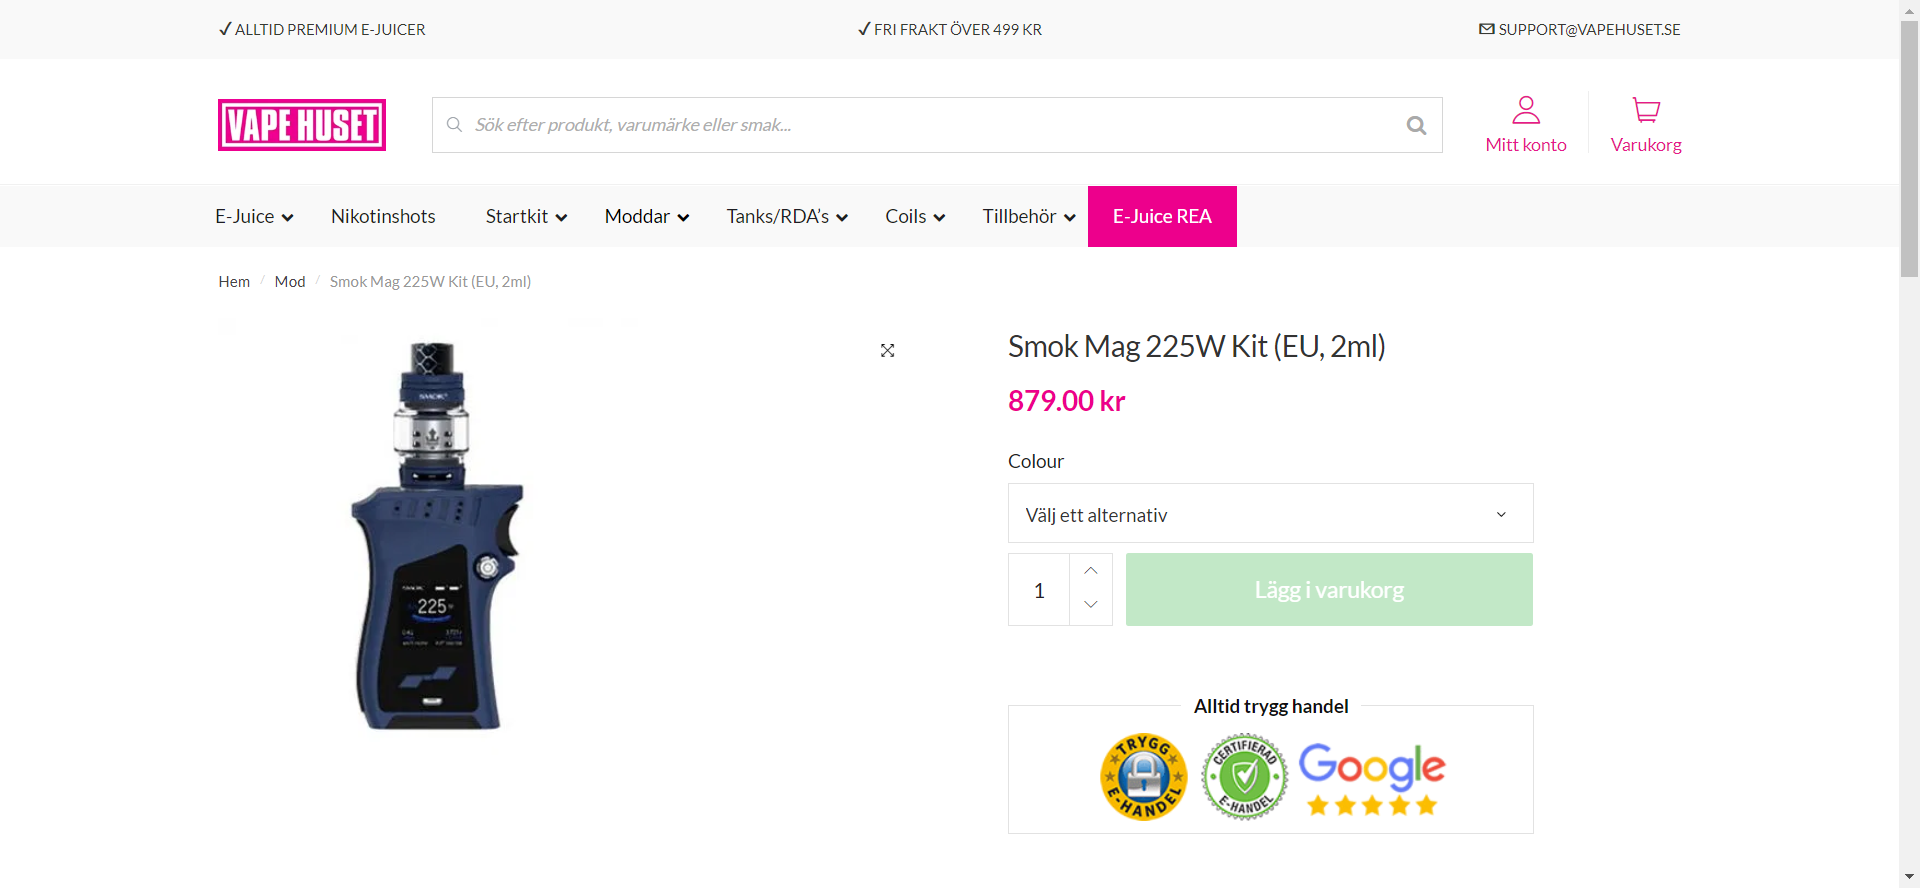 ALLTID PREMIUM E-JUICER
FRI FRAKT ÖVER 499 KR
SUPPORT@VAPEHUSET.SE
VAPE HUSET
Sök efter produkt, varumärke eller smak...
Mitt konto
Varukorg
E-Juice
Nikotinshots
Startkit
Moddar
Tanks/RDA’s
Coils
Tillbehör
E-Juice REA
Hem / Mod / Smok Mag 225W Kit (EU, 2ml)
SMOK
225
Smok Mag 225W Kit (EU, 2ml)
879.00 kr
Colour
Välj ett alternativ
1
Lägg i varukorg
Alltid trygg handel
TRYGG
E-HANDEL
CERTIFIERAD
E-HANDEL
Google